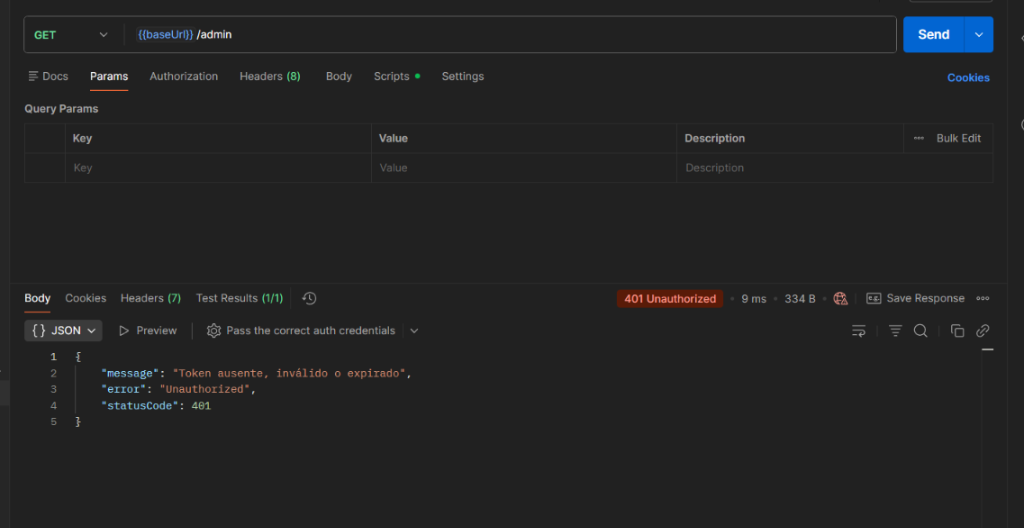 GET {{baseUrl}} /admin Send
Docs Params Authorization Headers (8) Body Scripts Settings Cookies
Query Params
Key Value Description Bulk Edit
Key Value Description
Body Cookies Headers (7) Test Results (1/1) 401 Unauthorized 9 ms 334 B Save Response
{} JSON Preview Pass the correct auth credentials
1 {
2 "message": "Token ausente, inválido o expirado",
3 "error": "Unauthorized",
4 "statusCode": 401
5 }